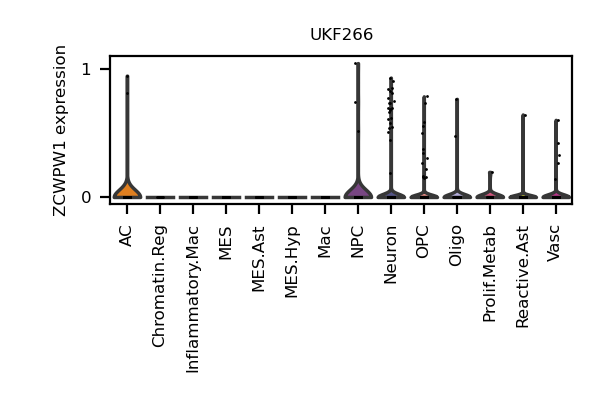 UKF266
ZCWPW1 expression
1
0
AC
Chromatin.Reg
Inflammatory.Mac
MES
MES.Ast
MES.Hyp
Mac
NPC
Neuron
OPC
Oligo
Prolif.Metab
Reactive.Ast
Vasc